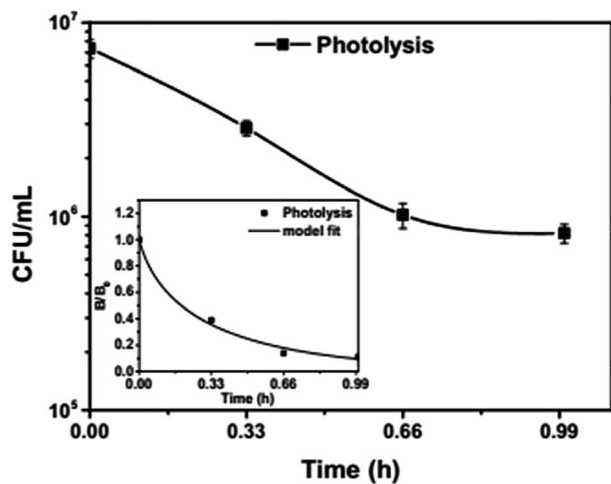 10⁷
Photolysis
10⁶
10⁵
CFU/mL
1.2
1.0
0.8
0.6
0.4
0.2
0.0
B/B₀
Photolysis
model fit
0.00 0.33 0.66 0.99
Time (h)
0.00 0.33 0.66 0.99
Time (h)